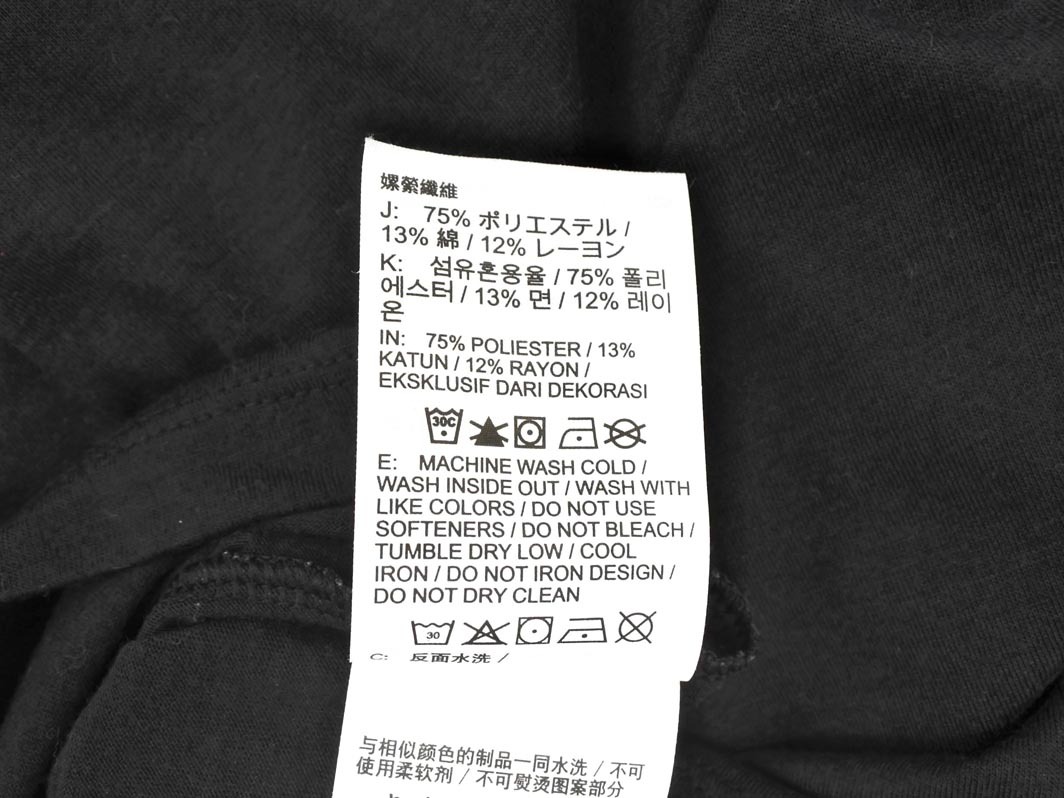 嫘縈纖維
J: 75% ポリエステル /
13% 綿 / 12% レーヨン
K: 섬유혼용율 / 75% 폴리
에스터 / 13% 면 / 12% 레이
온
IN: 75% POLIESTER / 13%
KATUN / 12% RAYON /
EKSKLUSIF DARI DEKORASI
30C
E: MACHINE WASH COLD /
WASH INSIDE OUT / WASH WITH
LIKE COLORS / DO NOT USE
SOFTENERS / DO NOT BLEACH /
TUMBLE DRY LOW / COOL
IRON / DO NOT IRON DESIGN /
DO NOT DRY CLEAN
30
C: 反面水洗 /
与相似颜色的制品一同水洗 / 不可
使用柔软剂 / 不可熨烫图案部分